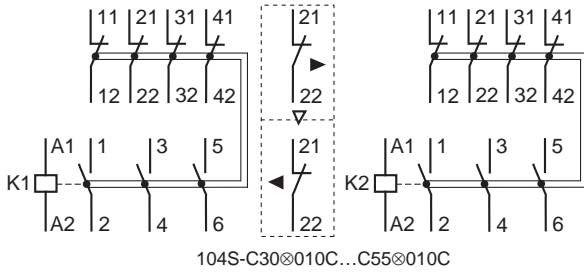 11 21 31 41 21 11 21 31 41
12 22 32 42 22 12 22 32 42
A1 1 3 5 21 A1 1 3 5
K1 K2
A2 2 4 6 22 A2 2 4 6
104S-C30⊗010C...C55⊗010C